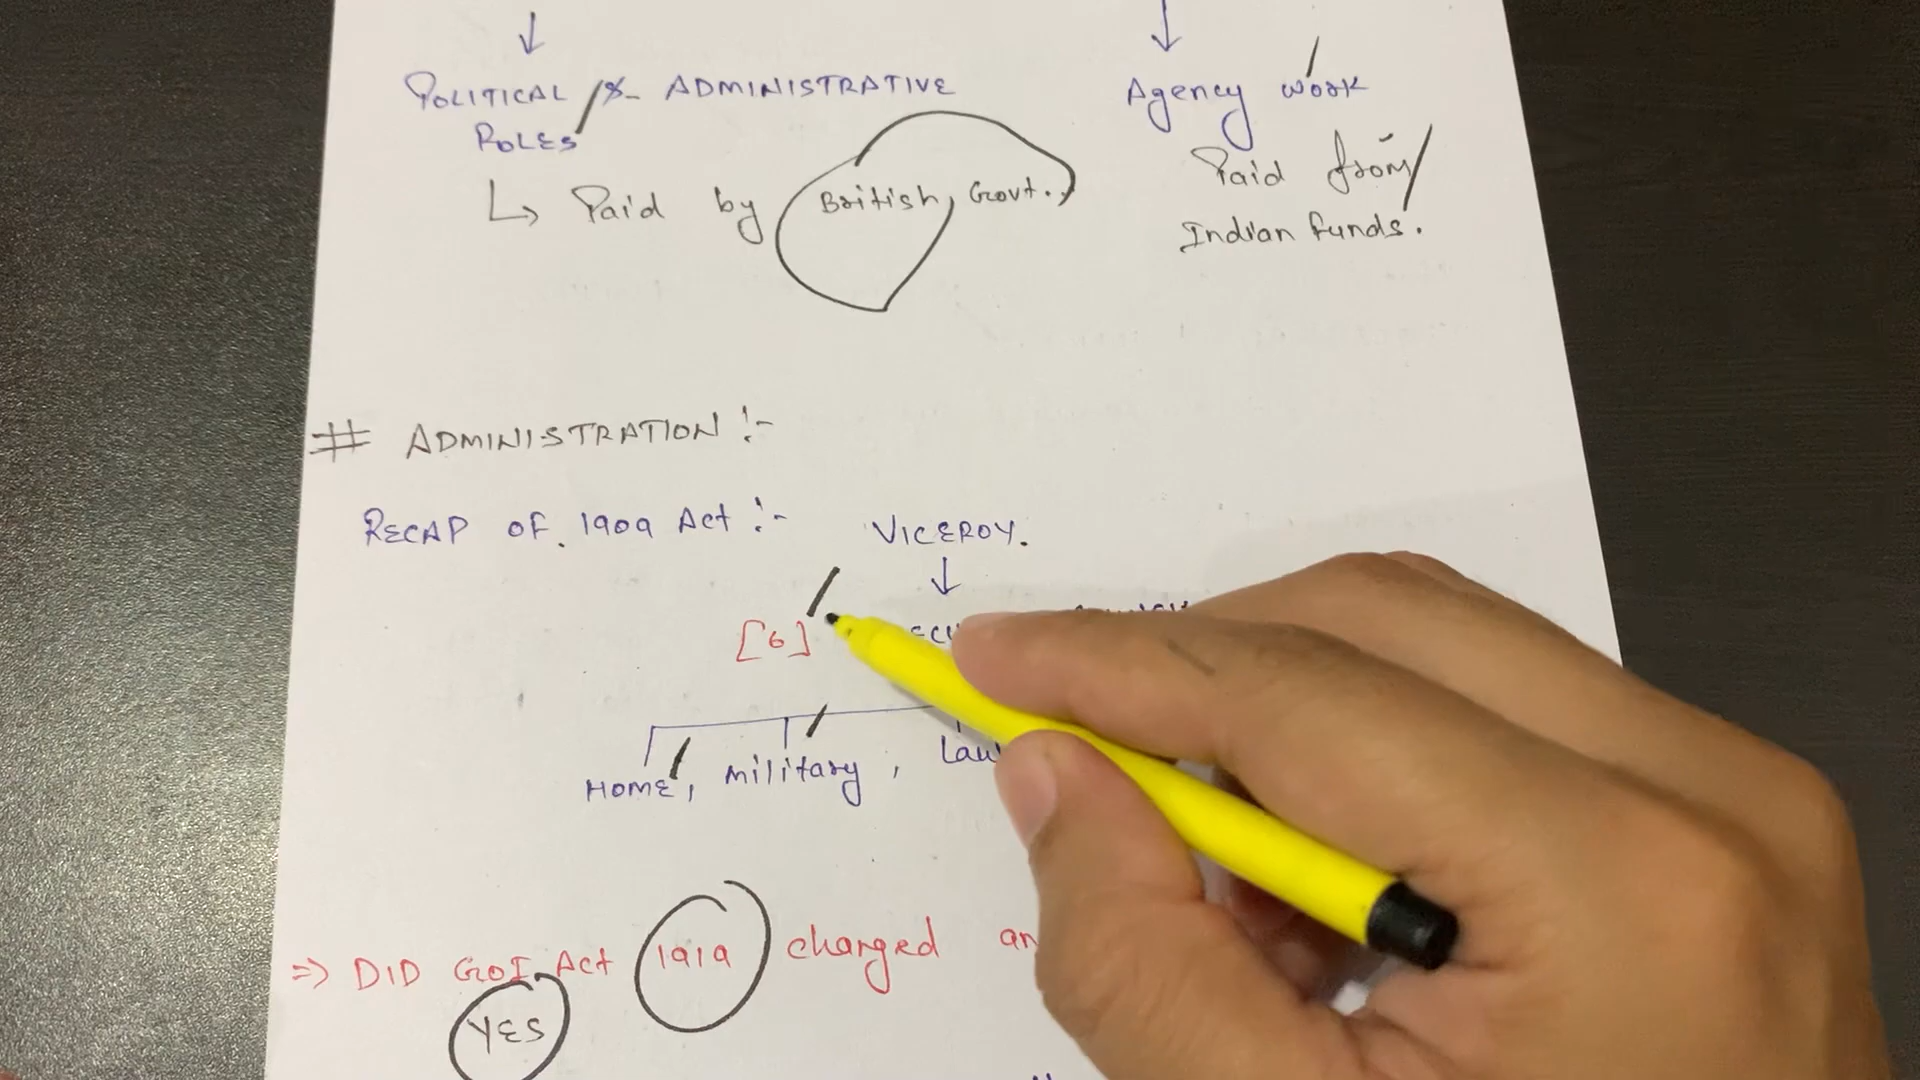 POLITICAL & ADMINISTRATIVE
ROLES
Agency work
Paid by British Govt.,
Paid from
Indian Funds.
# ADMINISTRATION :-
RECAP OF 1909 Act :- VICEROY.
[6]
HOME, military, Law
=> DID GOI Act 1919 changed
YES